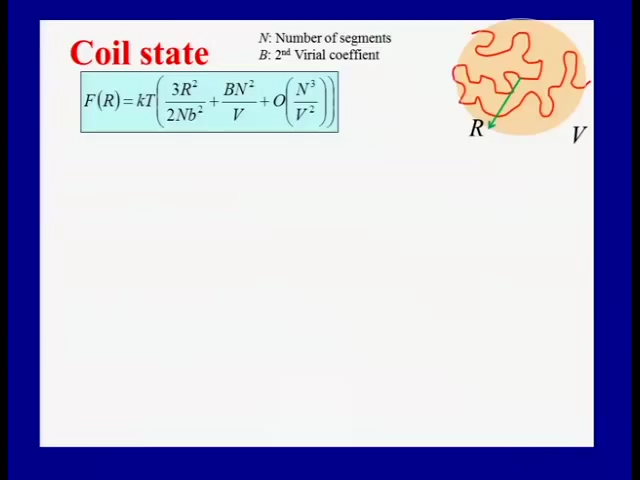 Coil state
N: Number of segments
B: 2nd Virial coeffient
F(R) = kT(3R²/2Nb² + BN²/V + O(N³/V²))
R
V